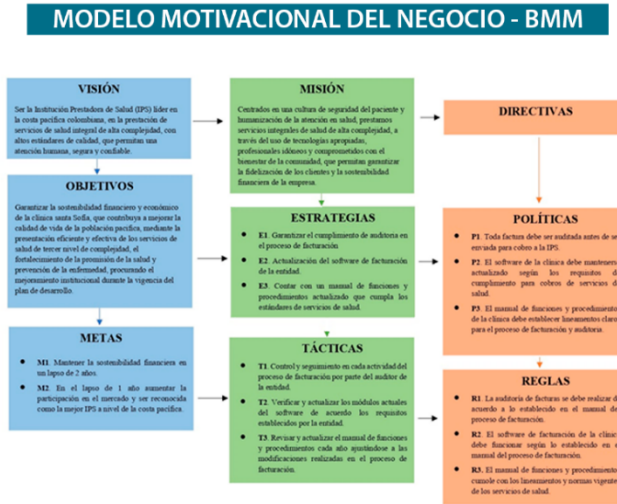 MODELO MOTIVACIONAL DEL NEGOCIO - BMM
VISIÓN
Ser la Institución Prestadora de Salud (IPS) líder en
la costa pacífica colombiana, en la prestación de
servicios de salud integral de alta complejidad, con
altos estándares de calidad, que permitan una
atención humana, segura y confiable.
OBJETIVOS
Garantizar la sostenibilidad financiero y económico
de la clínica santa Sofía, que contribuya a mejorar la
calidad de vida de la población pacífica, mediante la
presentación eficiente y efectiva de los servicios de
salud de tercer nivel de complejidad, el
fortalecimiento de la promisión de la salud y
prevención de la enfermedad, procurando el
mejoramiento institucional durante la vigencia del
plan de desarrollo.
METAS
• M1. Mantener la sostenibilidad financiera en
un lapso de 2 años.
• M2. En el lapso de 1 año aumentar la
participación en el mercado y ser reconocida
como la mejor IPS a nivel de la costa pacífica.
MISIÓN
Centrados en una cultura de seguridad del paciente y
Humanización de la atención en salud, prestamos
servicios integrales de salud de alta complejidad, a
través del uso de tecnologías apropiadas,
profesionales idóneos y comprometidos con el
bienestar de la comunidad, que permitan garantizar
la fidelización de los clientes y la sostenibilidad
financiera de la empresa.
ESTRATEGIAS
• E1. Garantizar el cumplimiento de auditoria en
el proceso de facturación
• E2. Actualización del software de facturación
de la entidad.
• E3. Contar con un manual de funciones y
procedimientos actualizado que cumpla los
estándares de servicios de salud.
TÁCTICAS
• T1. Control y seguimiento en cada actividad del
proceso de facturación por parte del auditor de
la entidad.
• T2. Verificar y actualizar los módulos actuales
del software de acuerdo los requisitos
establecidos por la entidad.
• T3. Revisar y actualizar el manual de funciones
y procedimientos cada año ajustándose a las
modificaciones realizadas en el proceso de
facturación.
DIRECTIVAS
POLÍTICAS
• P1. Toda factura debe ser auditada antes de ser
enviada para cobro a la IPS.
• P2. El software de la clínica debe mantenerse
actualizado según los requisitos de
cumplimiento para cobros de servicios de
salud.
• P3. El manual de funciones y procedimientos
de la clínica debe establecer lineamientos claros
para el proceso de facturación y auditoria.
REGLAS
• R1. La auditoría de facturas se debe realizar de
acuerdo a lo establecido en el manual del
proceso de facturación.
• R2. El software de facturación de la clínica
debe funcionar según lo establecido en el
manual del proceso de facturación.
• R3. El manual de funciones y procedimientos
cumple con los lineamientos y normas vigentes
de los servicios de salud.